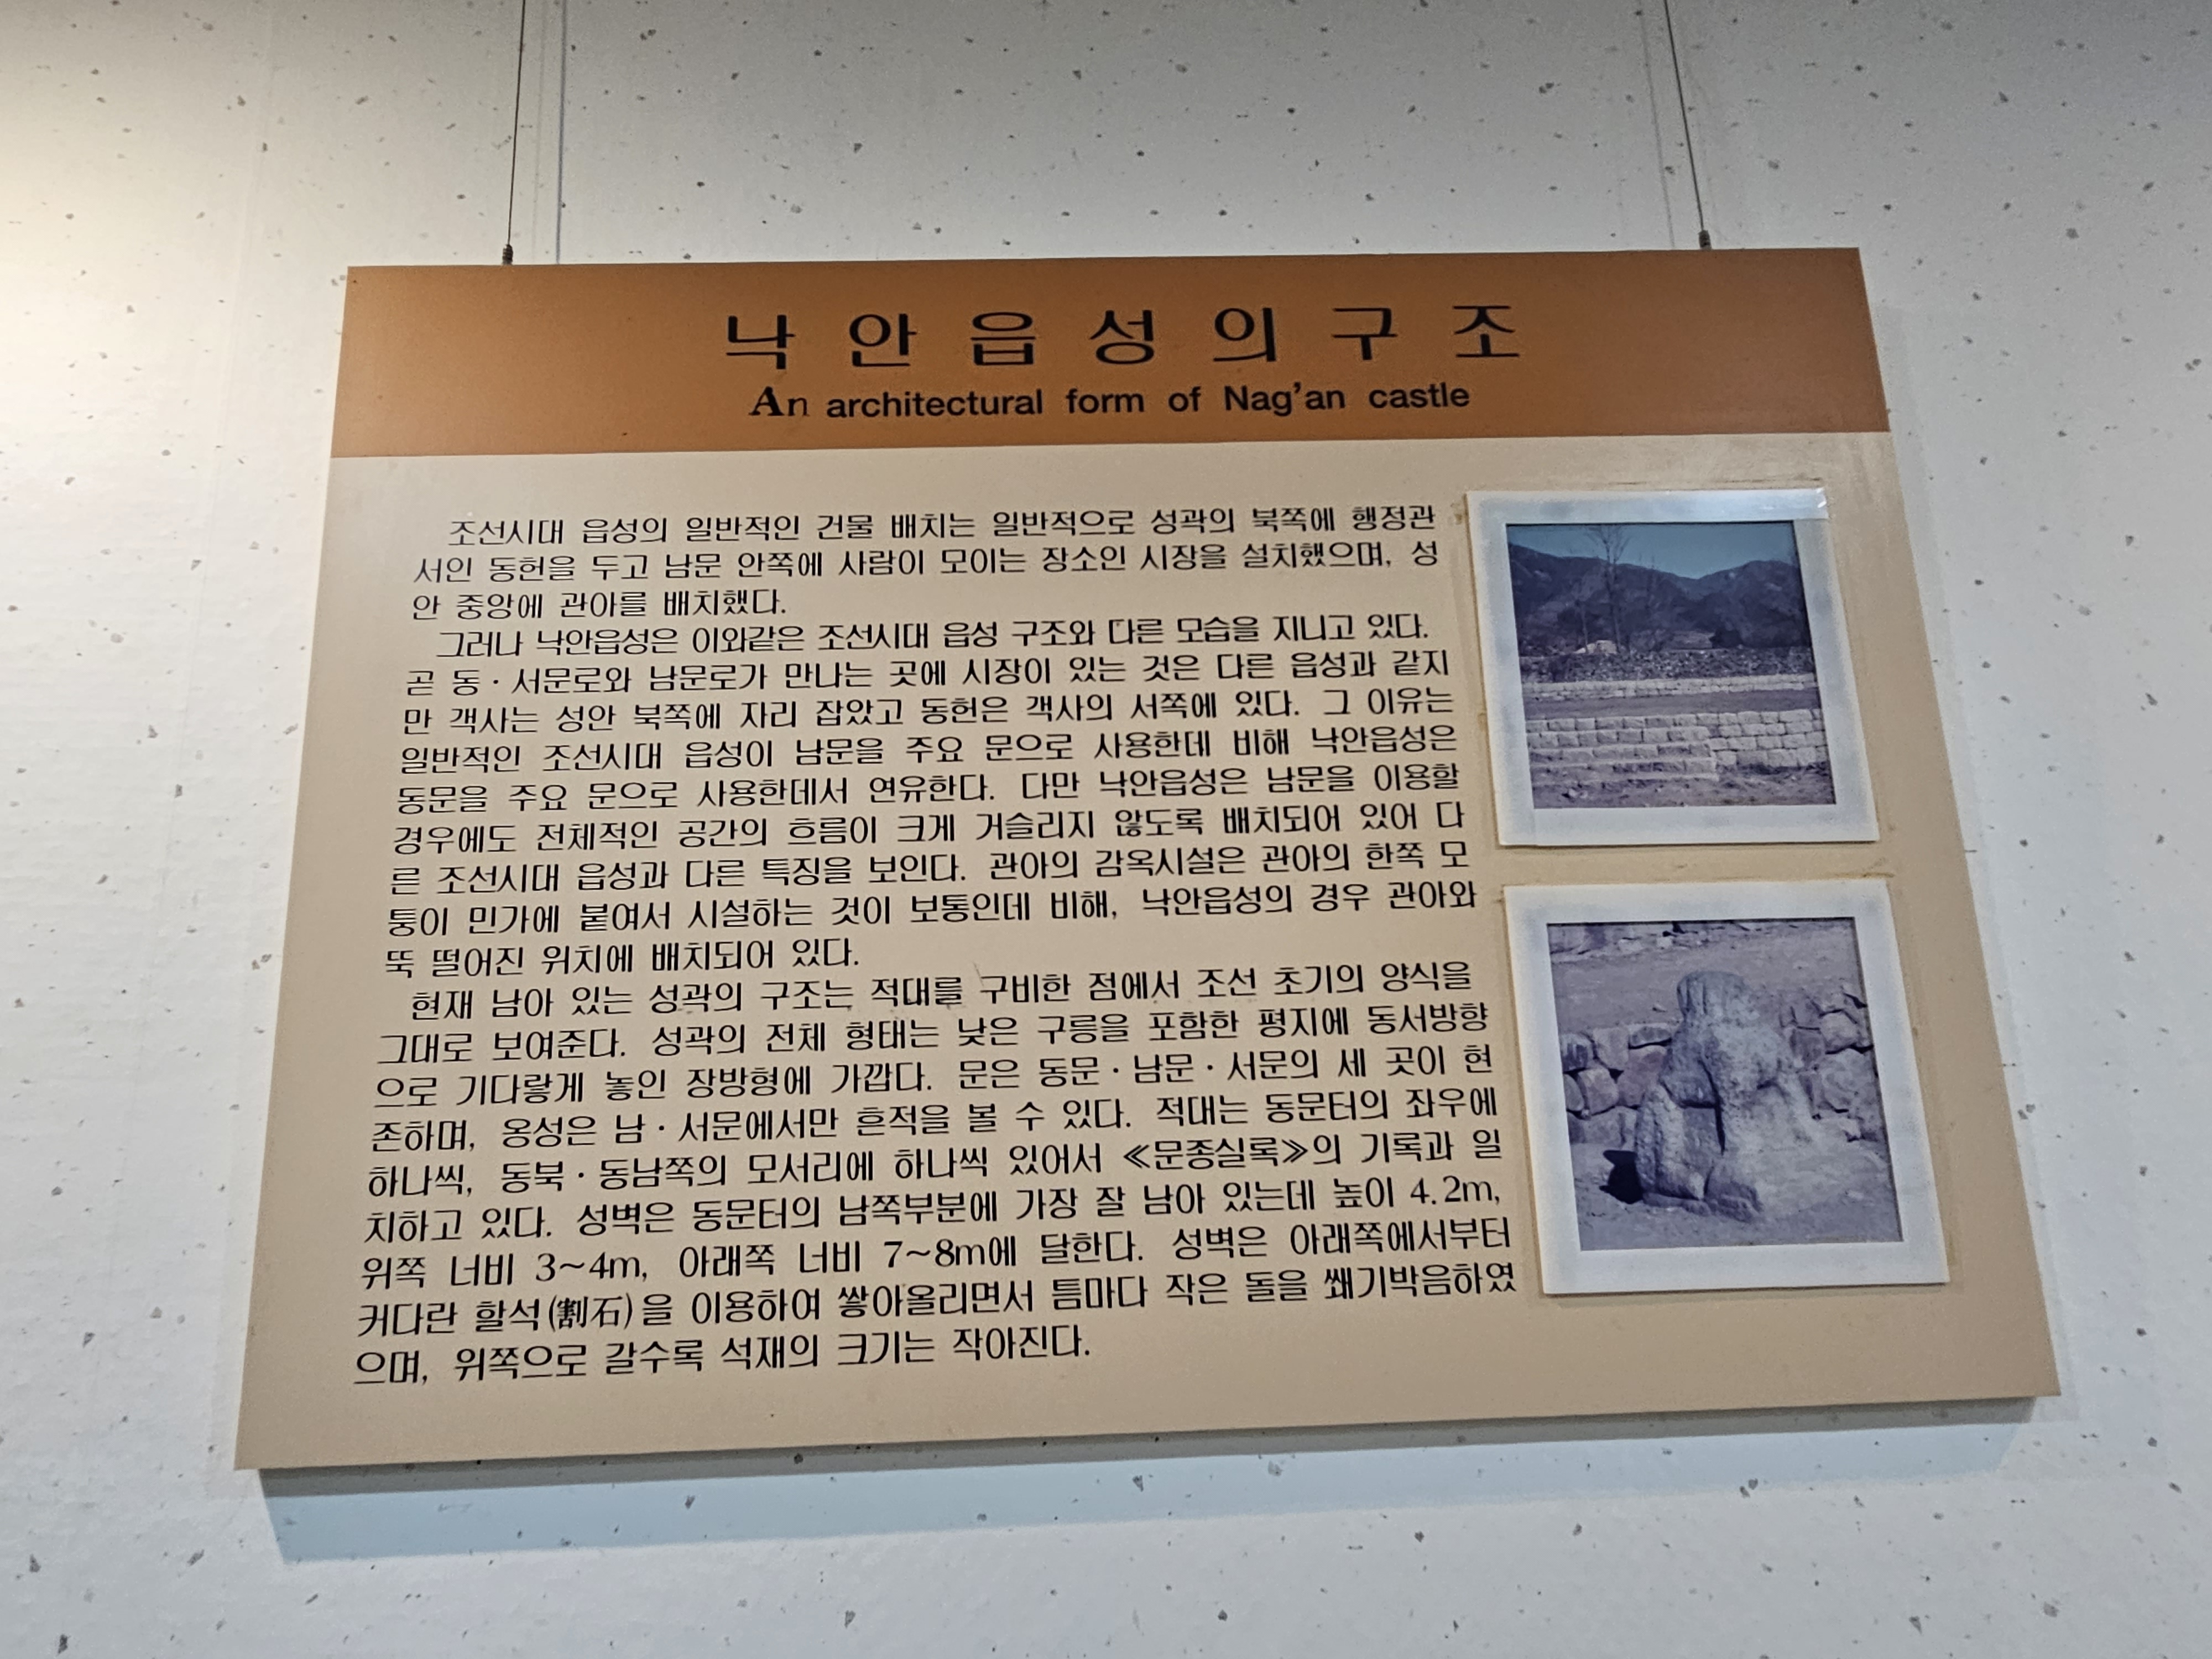 낙안읍성의구조
An architectural form of Nag'an castle
조선시대 읍성의 일반적인 건물 배치는 일반적으로 성곽의 북쪽에 행정관
서인 동헌을 두고 남문 안쪽에 사람이 모이는 장소인 시장을 설치했으며, 성
안 중앙에 관아를 배치했다.
그러나 낙안읍성은 이와같은 조선시대 읍성 구조와 다른 모습을 지니고 있다.
곧 동·서문로와 남문로가 만나는 곳에 시장이 있는 것은 다른 읍성과 같지
만 객사는 성안 북쪽에 자리 잡았고 동헌은 객사의 서쪽에 있다. 그 이유는
일반적인 조선시대 읍성이 남문을 주요 문으로 사용한데 비해 낙안읍성은
동문을 주요 문으로 사용한데서 연유한다. 다만 낙안읍성은 남문을 이용할
경우에도 전체적인 공간의 흐름이 크게 거슬리지 않도록 배치되어 있어 다
른 조선시대 읍성과 다른 특징을 보인다. 관아의 감옥시설은 관아의 한쪽 모
퉁이 민가에 붙여서 시설하는 것이 보통인데 비해, 낙안읍성의 경우 관아와
뚝 떨어진 위치에 배치되어 있다.
현재 남아 있는 성곽의 구조는 적대를 구비한 점에서 조선 초기의 양식을
그대로 보여준다. 성곽의 전체 형태는 낮은 구릉을 포함한 평지에 동서방향
으로 기다랗게 놓인 장방형에 가깝다. 문은 동문·남문·서문의 세 곳이 현
존하며, 옹성은 남·서문에서만 흔적을 볼 수 있다. 적대는 동문터의 좌우에
하나씩, 동북·동남쪽의 모서리에 하나씩 있어서 ≪문종실록≫의 기록과 일
치하고 있다. 성벽은 동문터의 남쪽부분에 가장 잘 남아 있는데 높이 4.2m,
위쪽 너비 3~4m, 아래쪽 너비 7~8m에 달한다. 성벽은 아래쪽에서부터
커다란 할석(割石)을 이용하여 쌓아올리면서 틈마다 작은 돌을 쐐기박음하였
으며, 위쪽으로 갈수록 석재의 크기는 작아진다.